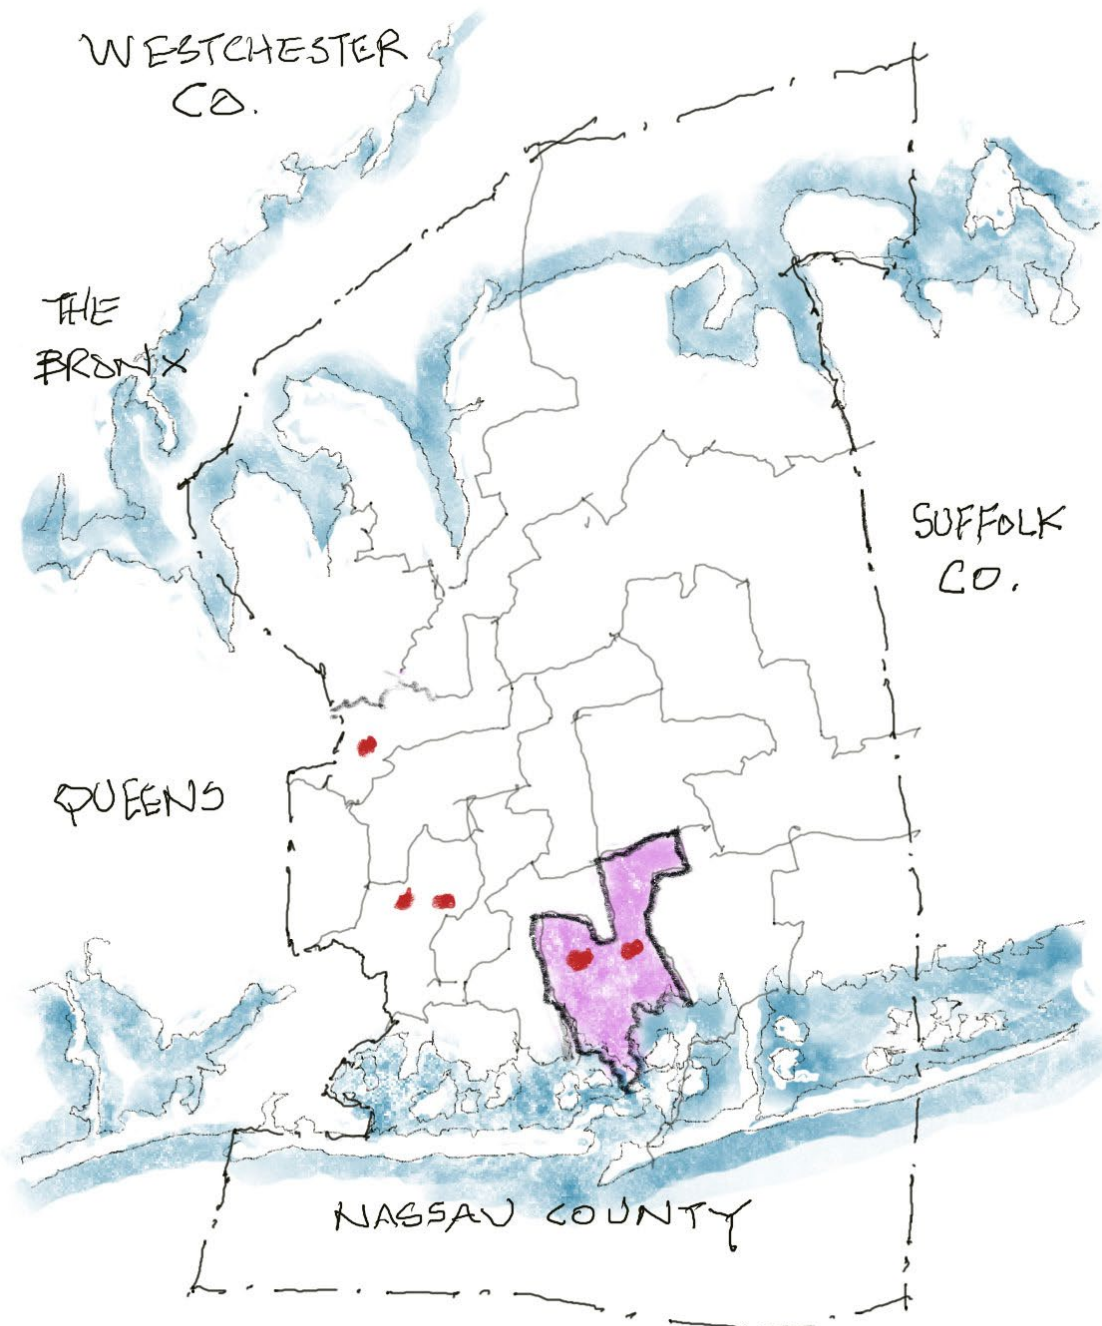 WESTCHESTER
CO.
THE
BRONX
SUFFOLK
CO.
QUEENS
NASSAU COUNTY